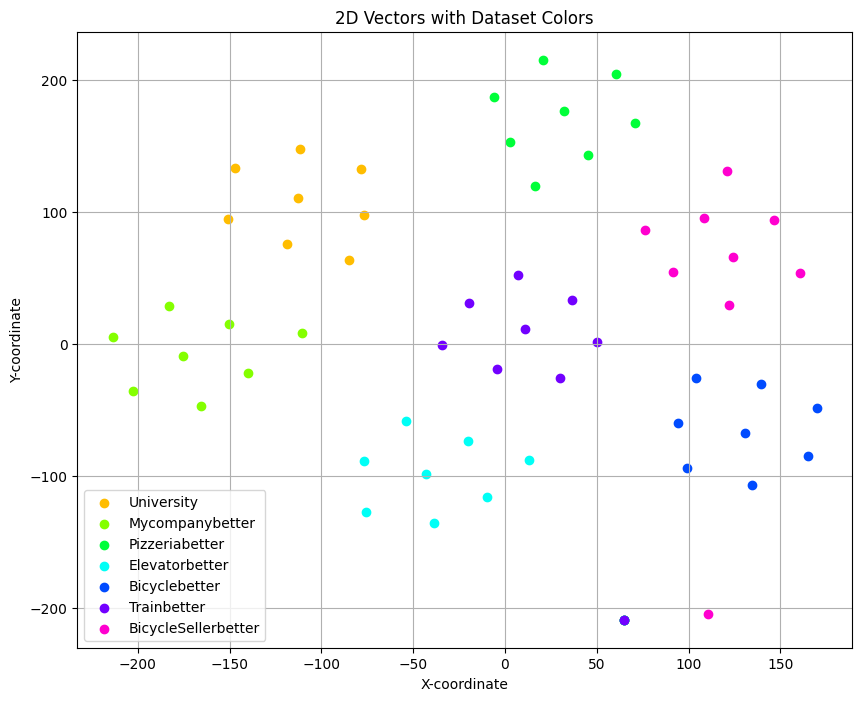 2D Vectors with Dataset Colors
200
100
0
−100
−200
Y-coordinate
University
Mycompanybetter
Pizzeriabetter
Elevatorbetter
Bicyclebetter
Trainbetter
BicycleSellerbetter
−200 −150 −100 −50 0 50 100 150
X-coordinate